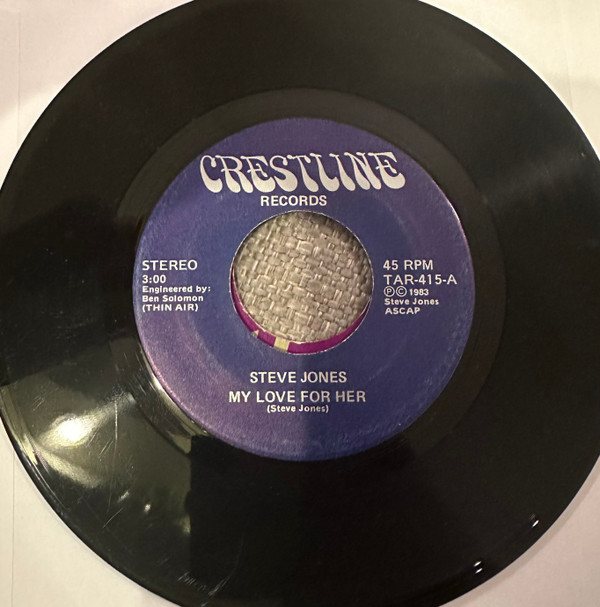 CRESTLINE
RECORDS
STEREO
3:00
Engineered by:
Ben Solomon
(THIN AIR)
45 RPM
TAR-415-A
ⓅⒸ 1983
Steve Jones
ASCAP
STEVE JONES
MY LOVE FOR HER
(Steve Jones)